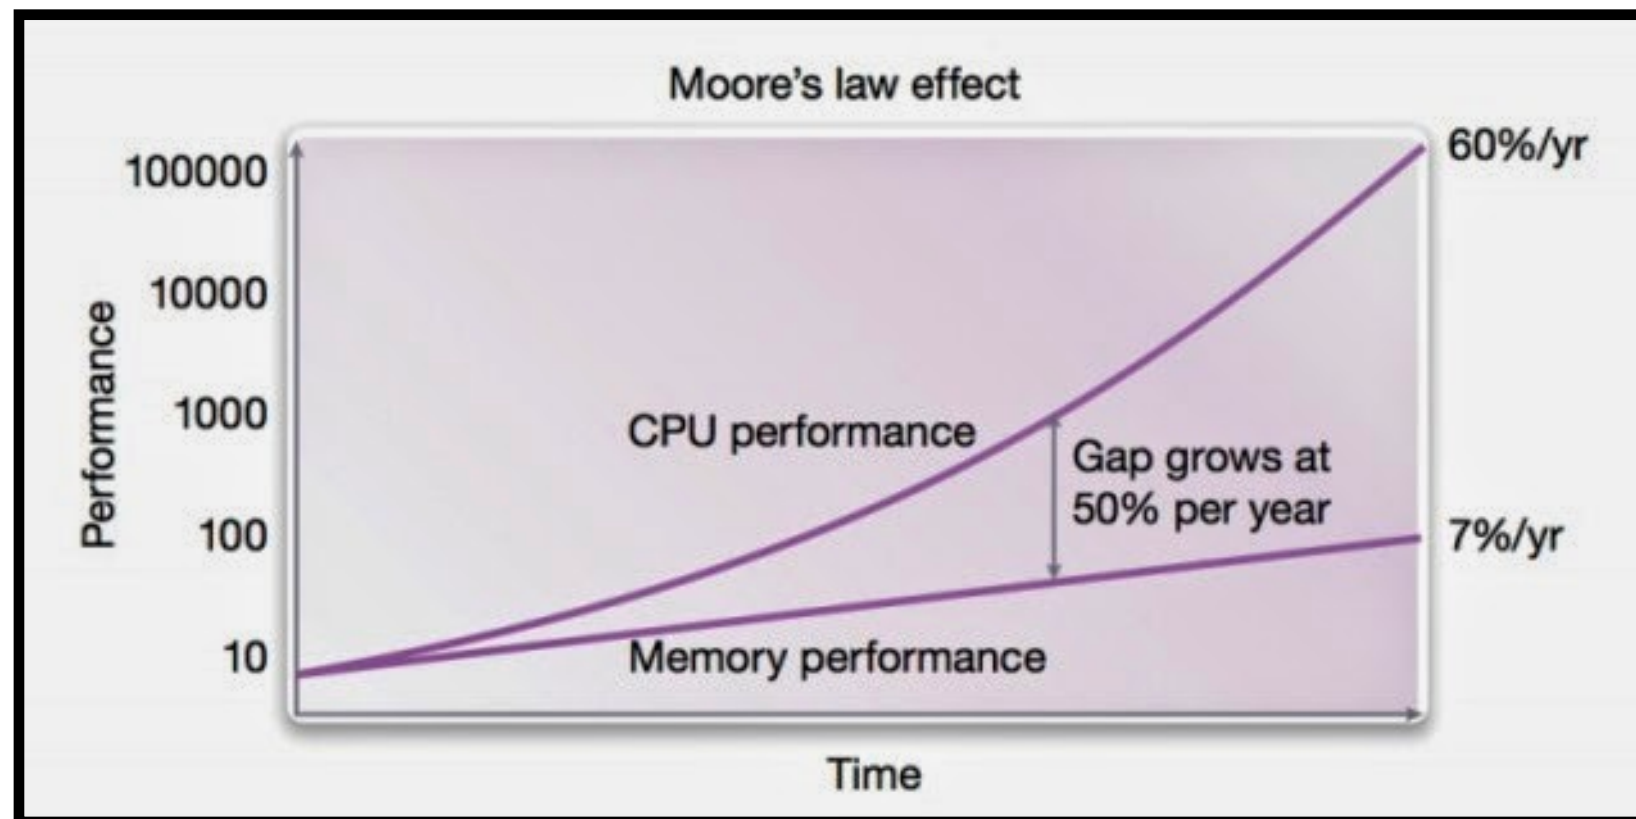 Moore's law effect
100000
10000
1000
100
10
Performance
60%/yr
CPU performance
Gap grows at
50% per year
7%/yr
Memory performance
Time